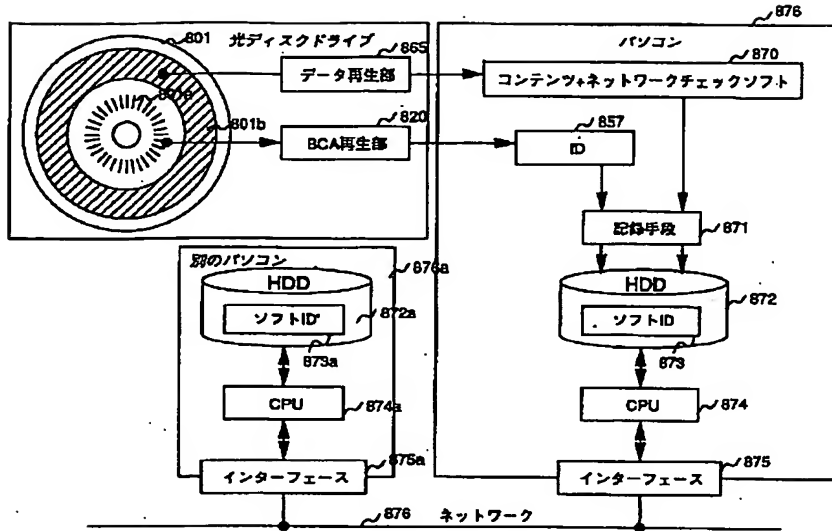 876
801
光ディスクドライブ
865
パソコン
870
データ再生部
コンテンツ+ネットワークチェックソフト
801b
820
857
BCA再生部
ID
記録手段
871
別のパソコン
876a
HDD
HDD
872a
872
ソフトID'
ソフトID
873a
873
CPU
874a
CPU
874
インターフェース
875a
インターフェース
875
876
ネットワーク